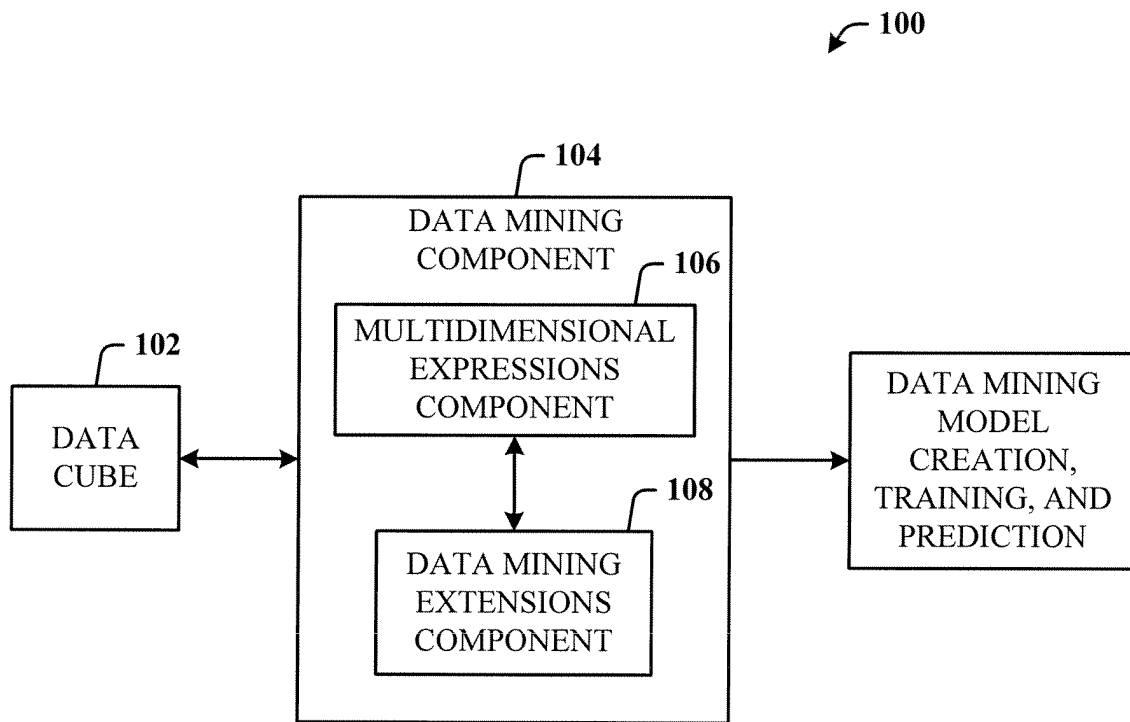 100
104
DATA MINING
COMPONENT
106
MULTIDIMENSIONAL
EXPRESSIONS
COMPONENT
102
DATA
CUBE
108
DATA MINING
EXTENSIONS
COMPONENT
DATA MINING
MODEL
CREATION,
TRAINING, AND
PREDICTION